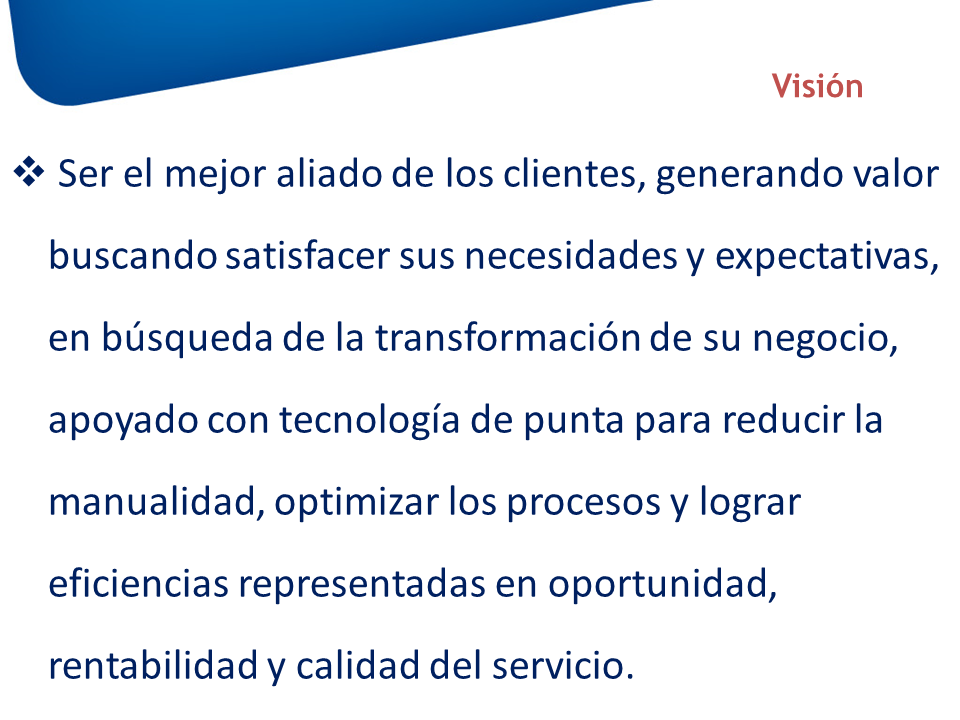 Visión
❖ Ser el mejor aliado de los clientes, generando valor
buscando satisfacer sus necesidades y expectativas,
en búsqueda de la transformación de su negocio,
apoyado con tecnología de punta para reducir la
manualidad, optimizar los procesos y lograr
eficiencias representadas en oportunidad,
rentabilidad y calidad del servicio.